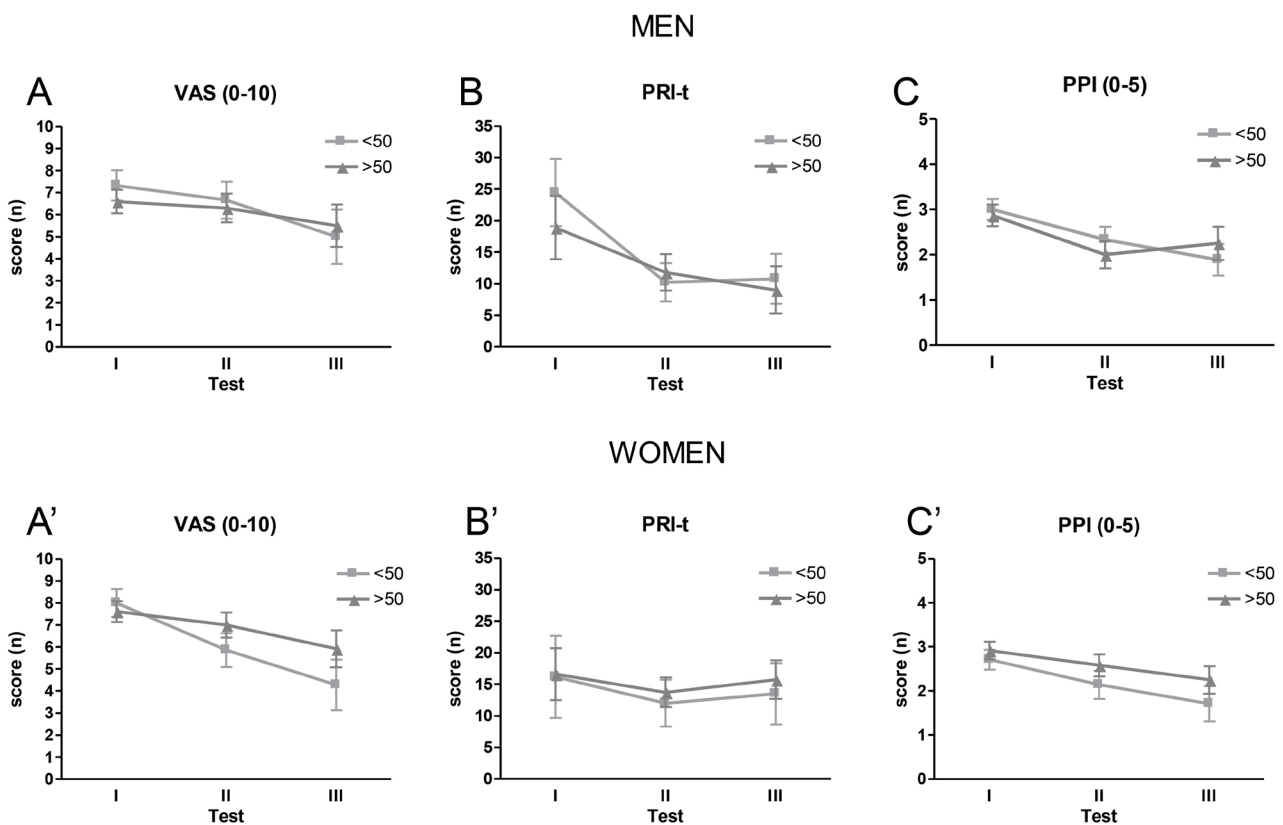 MEN
A
VAS (0-10)
10
9
8
7
6
5
4
3
2
1
0
score (n)
<50
>50
I II III
Test
B
PRI-t
35
30
25
20
15
10
5
0
score (n)
<50
>50
I II III
Test
C
PPI (0-5)
5
4
3
2
1
0
score (n)
<50
>50
I II III
Test
WOMEN
A’
VAS (0-10)
10
9
8
7
6
5
4
3
2
1
0
score (n)
<50
>50
I II III
Test
B’
PRI-t
35
30
25
20
15
10
5
0
score (n)
<50
>50
I II III
Test
C’
PPI (0-5)
5
4
3
2
1
0
score (n)
<50
>50
I II III
Test